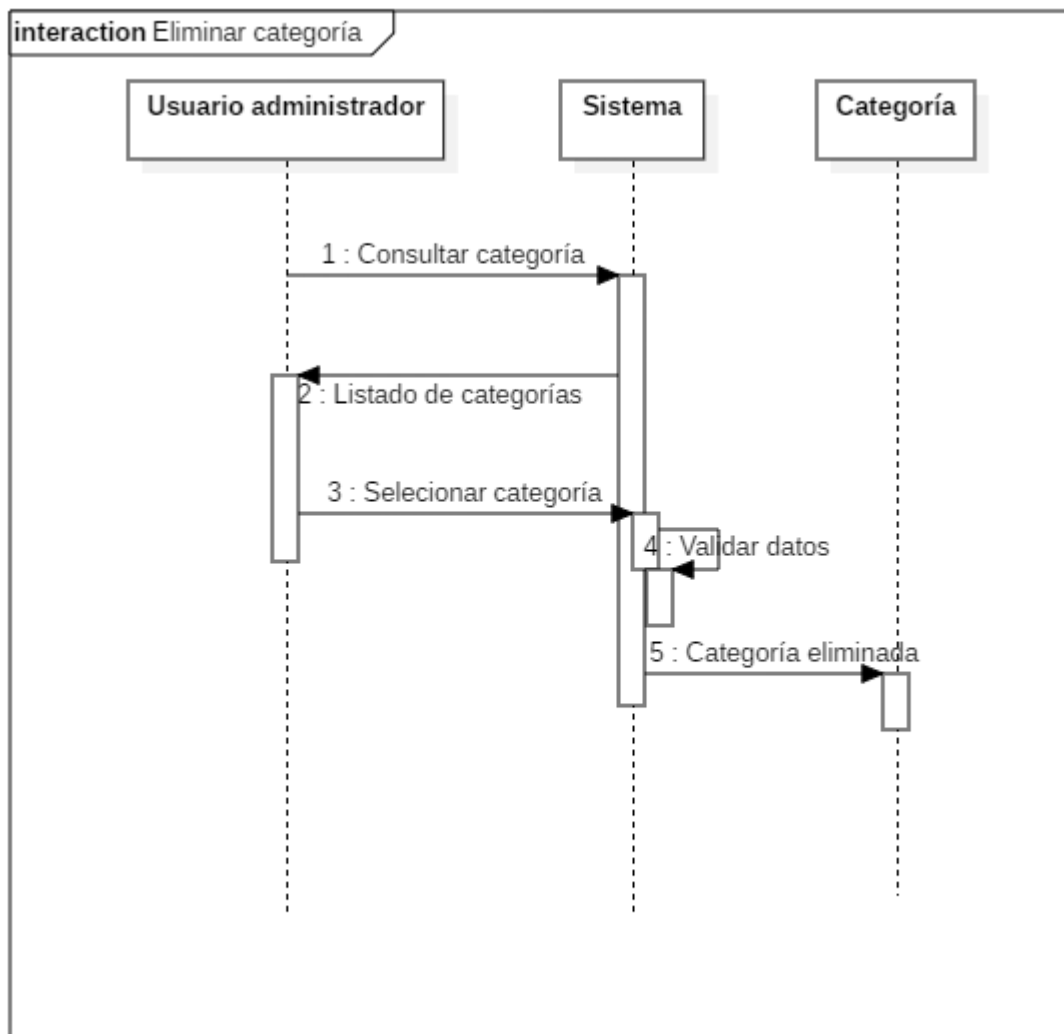 interaction Eliminar categoría
Usuario administrador
Sistema
Categoría
1 : Consultar categoría
2 : Listado de categorías
3 : Selecionar categoría
4 : Validar datos
5 : Categoría eliminada